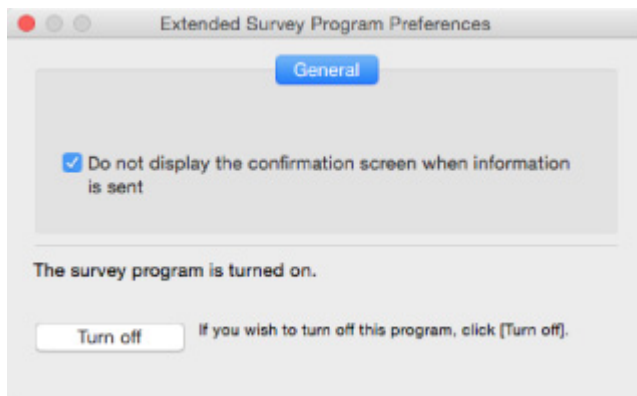 Extended Survey Program Preferences
General
Do not display the confirmation screen when information
is sent
The survey program is turned on.
Turn off
If you wish to turn off this program, click [Turn off].